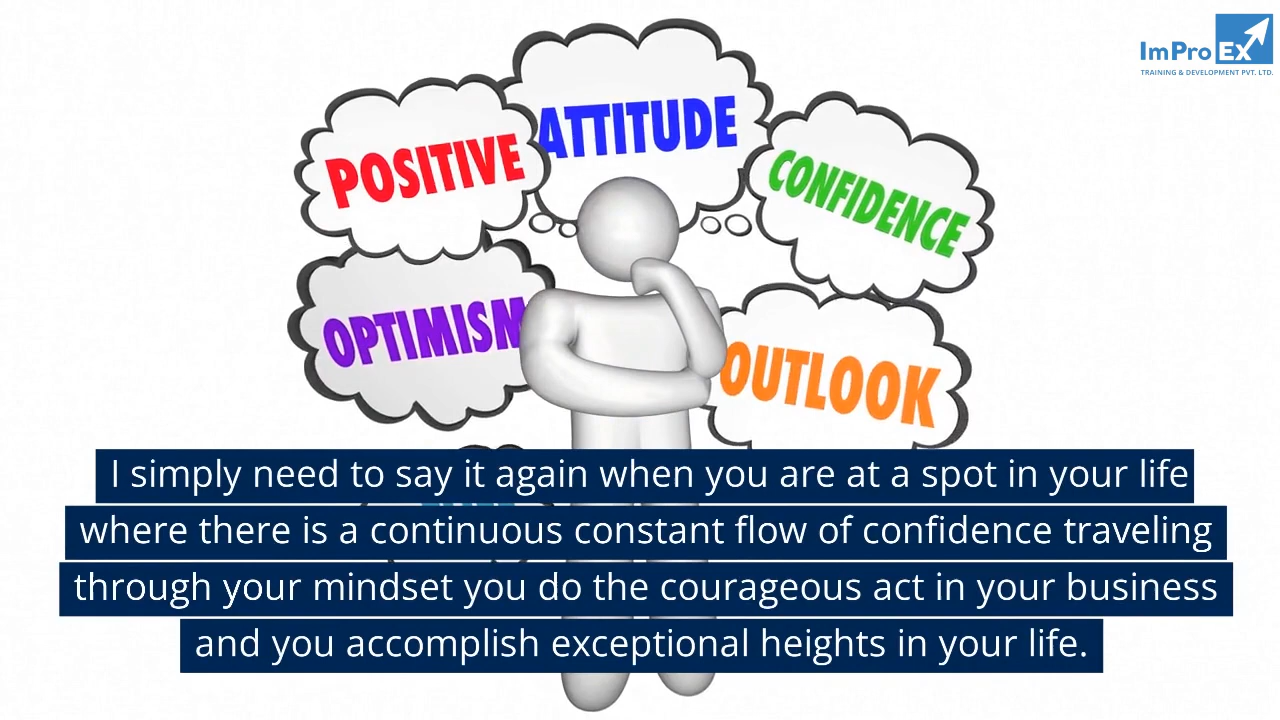 ImPro Ex
TRAINING & DEVELOPMENT PVT. LTD.
ATTITUDE
POSITIVE
CONFIDENCE
OPTIMISM
OUTLOOK
I simply need to say it again when you are at a spot in your life
where there is a continuous constant flow of confidence traveling
through your mindset you do the courageous act in your business
and you accomplish exceptional heights in your life.